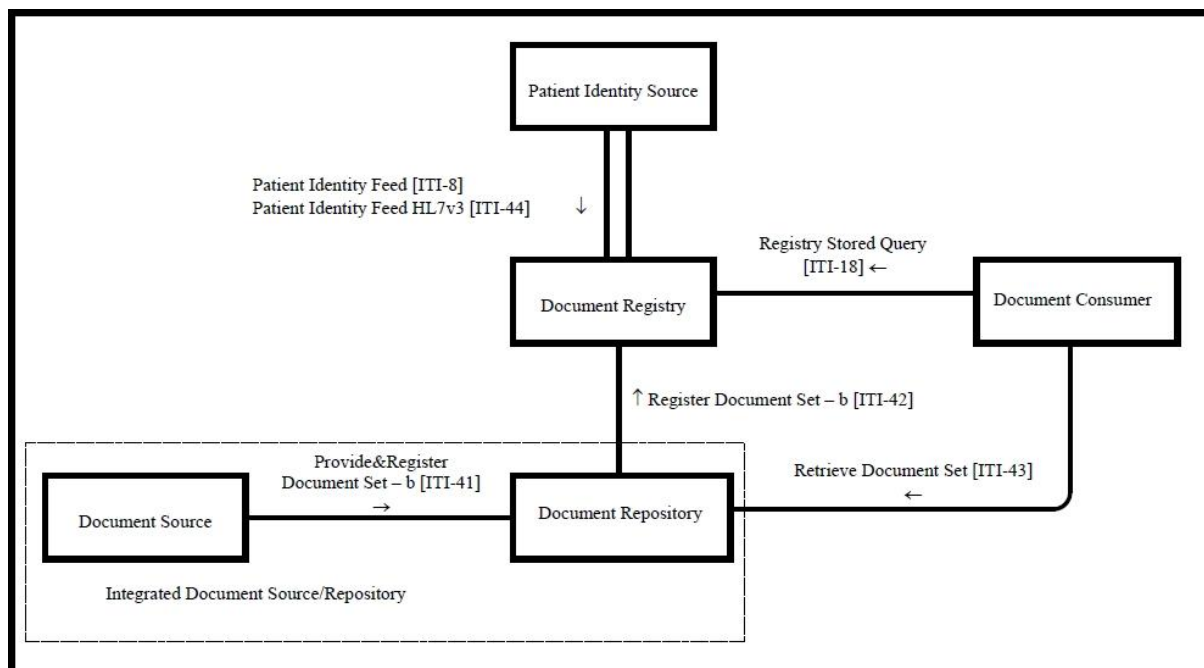 Patient Identity Source
Patient Identity Feed [ITI-8]
Patient Identity Feed HL7v3 [ITI-44] ↓
Registry Stored Query
[ITI-18] ←
Document Registry
Document Consumer
↑ Register Document Set – b [ITI-42]
Provide&Register
Document Set – b [ITI-41]
→
Retrieve Document Set [ITI-43]
←
Document Source
Document Repository
Integrated Document Source/Repository